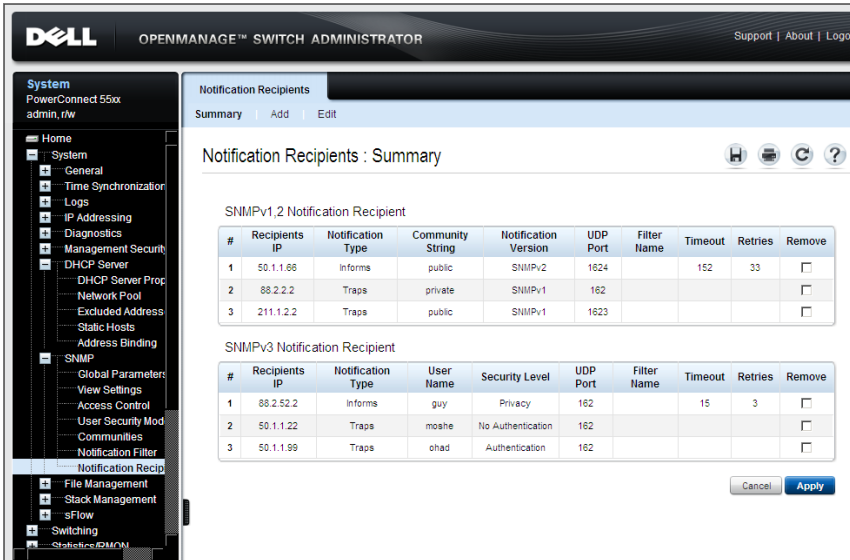 DELL
OPENMANAGE™ SWITCH ADMINISTRATOR
Support | About | Logo
System
PowerConnect 55xx
admin, r/w
Home
System
General
Time Synchronization
Logs
IP Addressing
Diagnostics
Management Security
DHCP Server
DHCP Server Prop
Network Pool
Excluded Address
Static Hosts
Address Binding
SNMP
Global Parameters
View Settings
Access Control
User Security Mod
Communities
Notification Filter
Notification Recipi
File Management
Stack Management
sFlow
Switching
Statistics/RMON
Notification Recipients
Summary Add Edit
Notification Recipients : Summary
SNMPv1,2 Notification Recipient
# Recipients IP Notification Type Community String Notification Version UDP Port Filter Name Timeout Retries Remove
1 50.1.1.66 Informs public SNMPv2 1624 152 33
2 88.2.2.2 Traps private SNMPv1 162
3 211.1.2.2 Traps public SNMPv1 1623
SNMPv3 Notification Recipient
# Recipients IP Notification Type User Name Security Level UDP Port Filter Name Timeout Retries Remove
1 88.2.52.2 Informs guy Privacy 162 15 3
2 50.1.1.22 Traps moshe No Authentication 162
3 50.1.1.99 Traps ohad Authentication 162
Cancel Apply